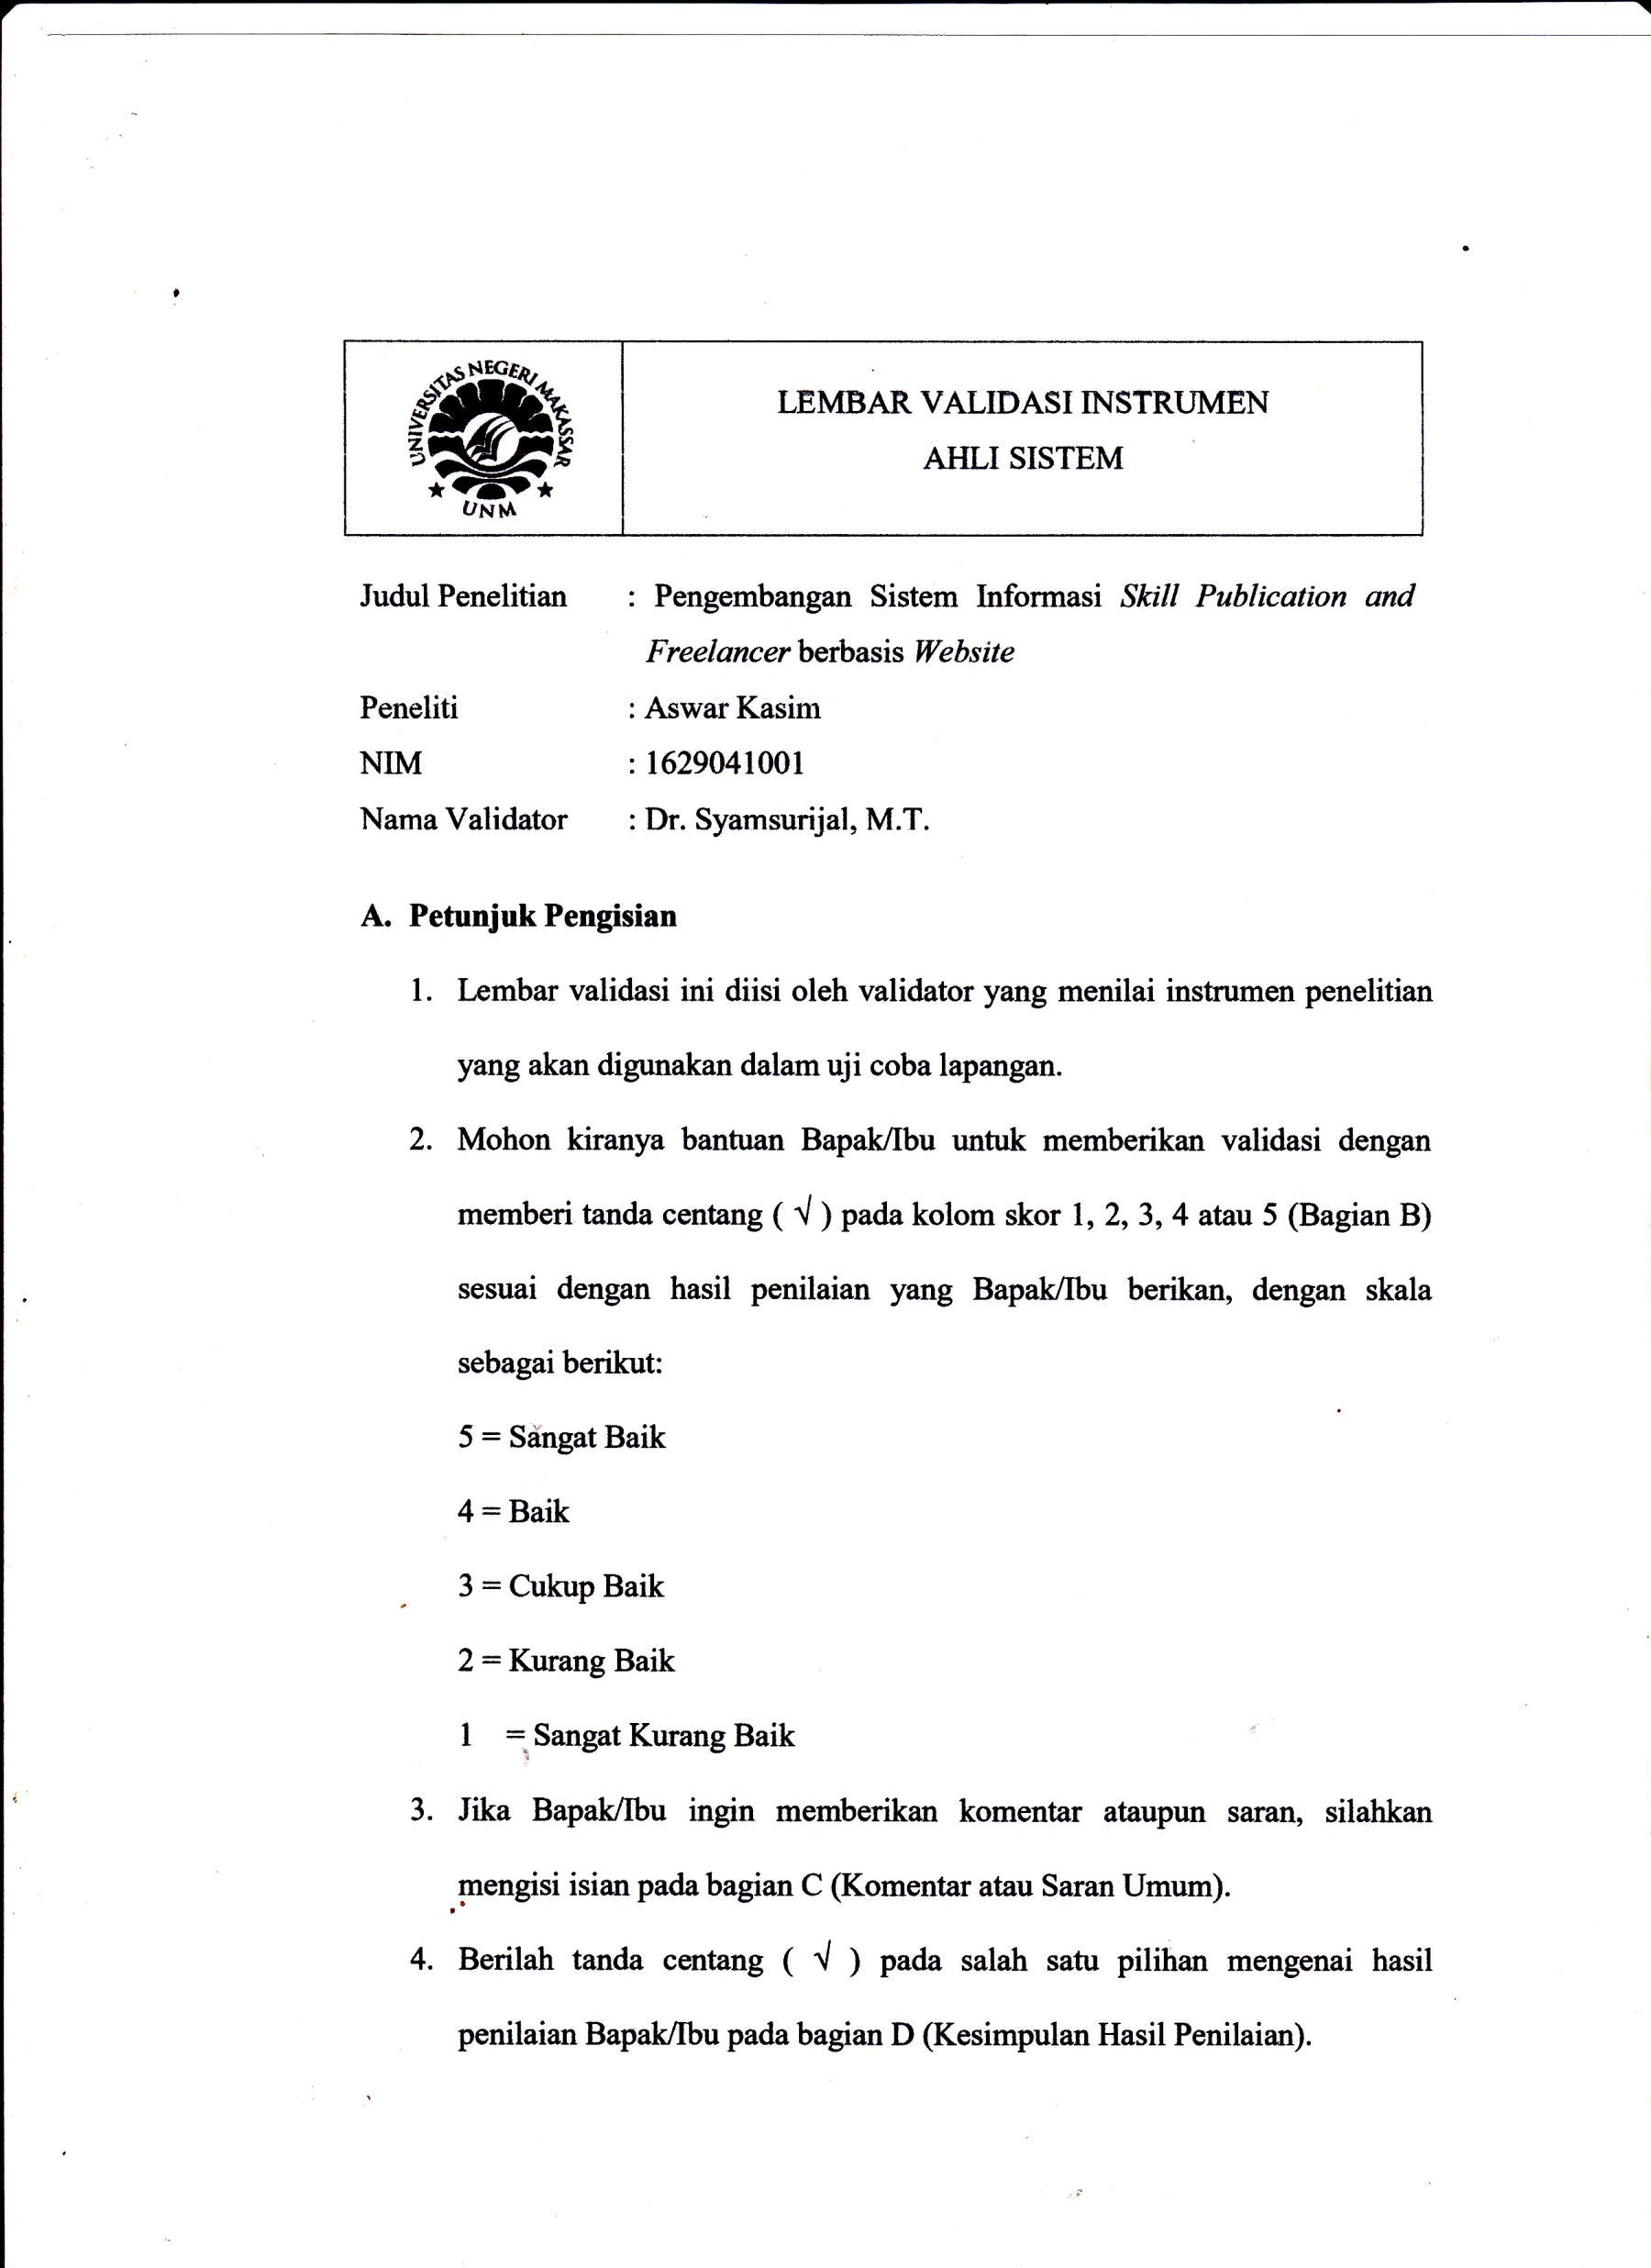 UNIVERSITAS NEGERI MAKASSAR
UNM
LEMBAR VALIDASI INSTRUMEN
AHLI SISTEM
Judul Penelitian : Pengembangan Sistem Informasi Skill Publication and
Freelancer berbasis Website
Peneliti : Aswar Kasim
NIM : 1629041001
Nama Validator : Dr. Syamsurijal, M.T.
A. Petunjuk Pengisian
1. Lembar validasi ini diisi oleh validator yang menilai instrumen penelitian
yang akan digunakan dalam uji coba lapangan.
2. Mohon kiranya bantuan Bapak/Ibu untuk memberikan validasi dengan
memberi tanda centang ( √ ) pada kolom skor 1, 2, 3, 4 atau 5 (Bagian B)
sesuai dengan hasil penilaian yang Bapak/Ibu berikan, dengan skala
sebagai berikut:
5 = Sangat Baik
4 = Baik
3 = Cukup Baik
2 = Kurang Baik
1 = Sangat Kurang Baik
3. Jika Bapak/Ibu ingin memberikan komentar ataupun saran, silahkan
mengisi isian pada bagian C (Komentar atau Saran Umum).
4. Berilah tanda centang ( √ ) pada salah satu pilihan mengenai hasil
penilaian Bapak/Ibu pada bagian D (Kesimpulan Hasil Penilaian).